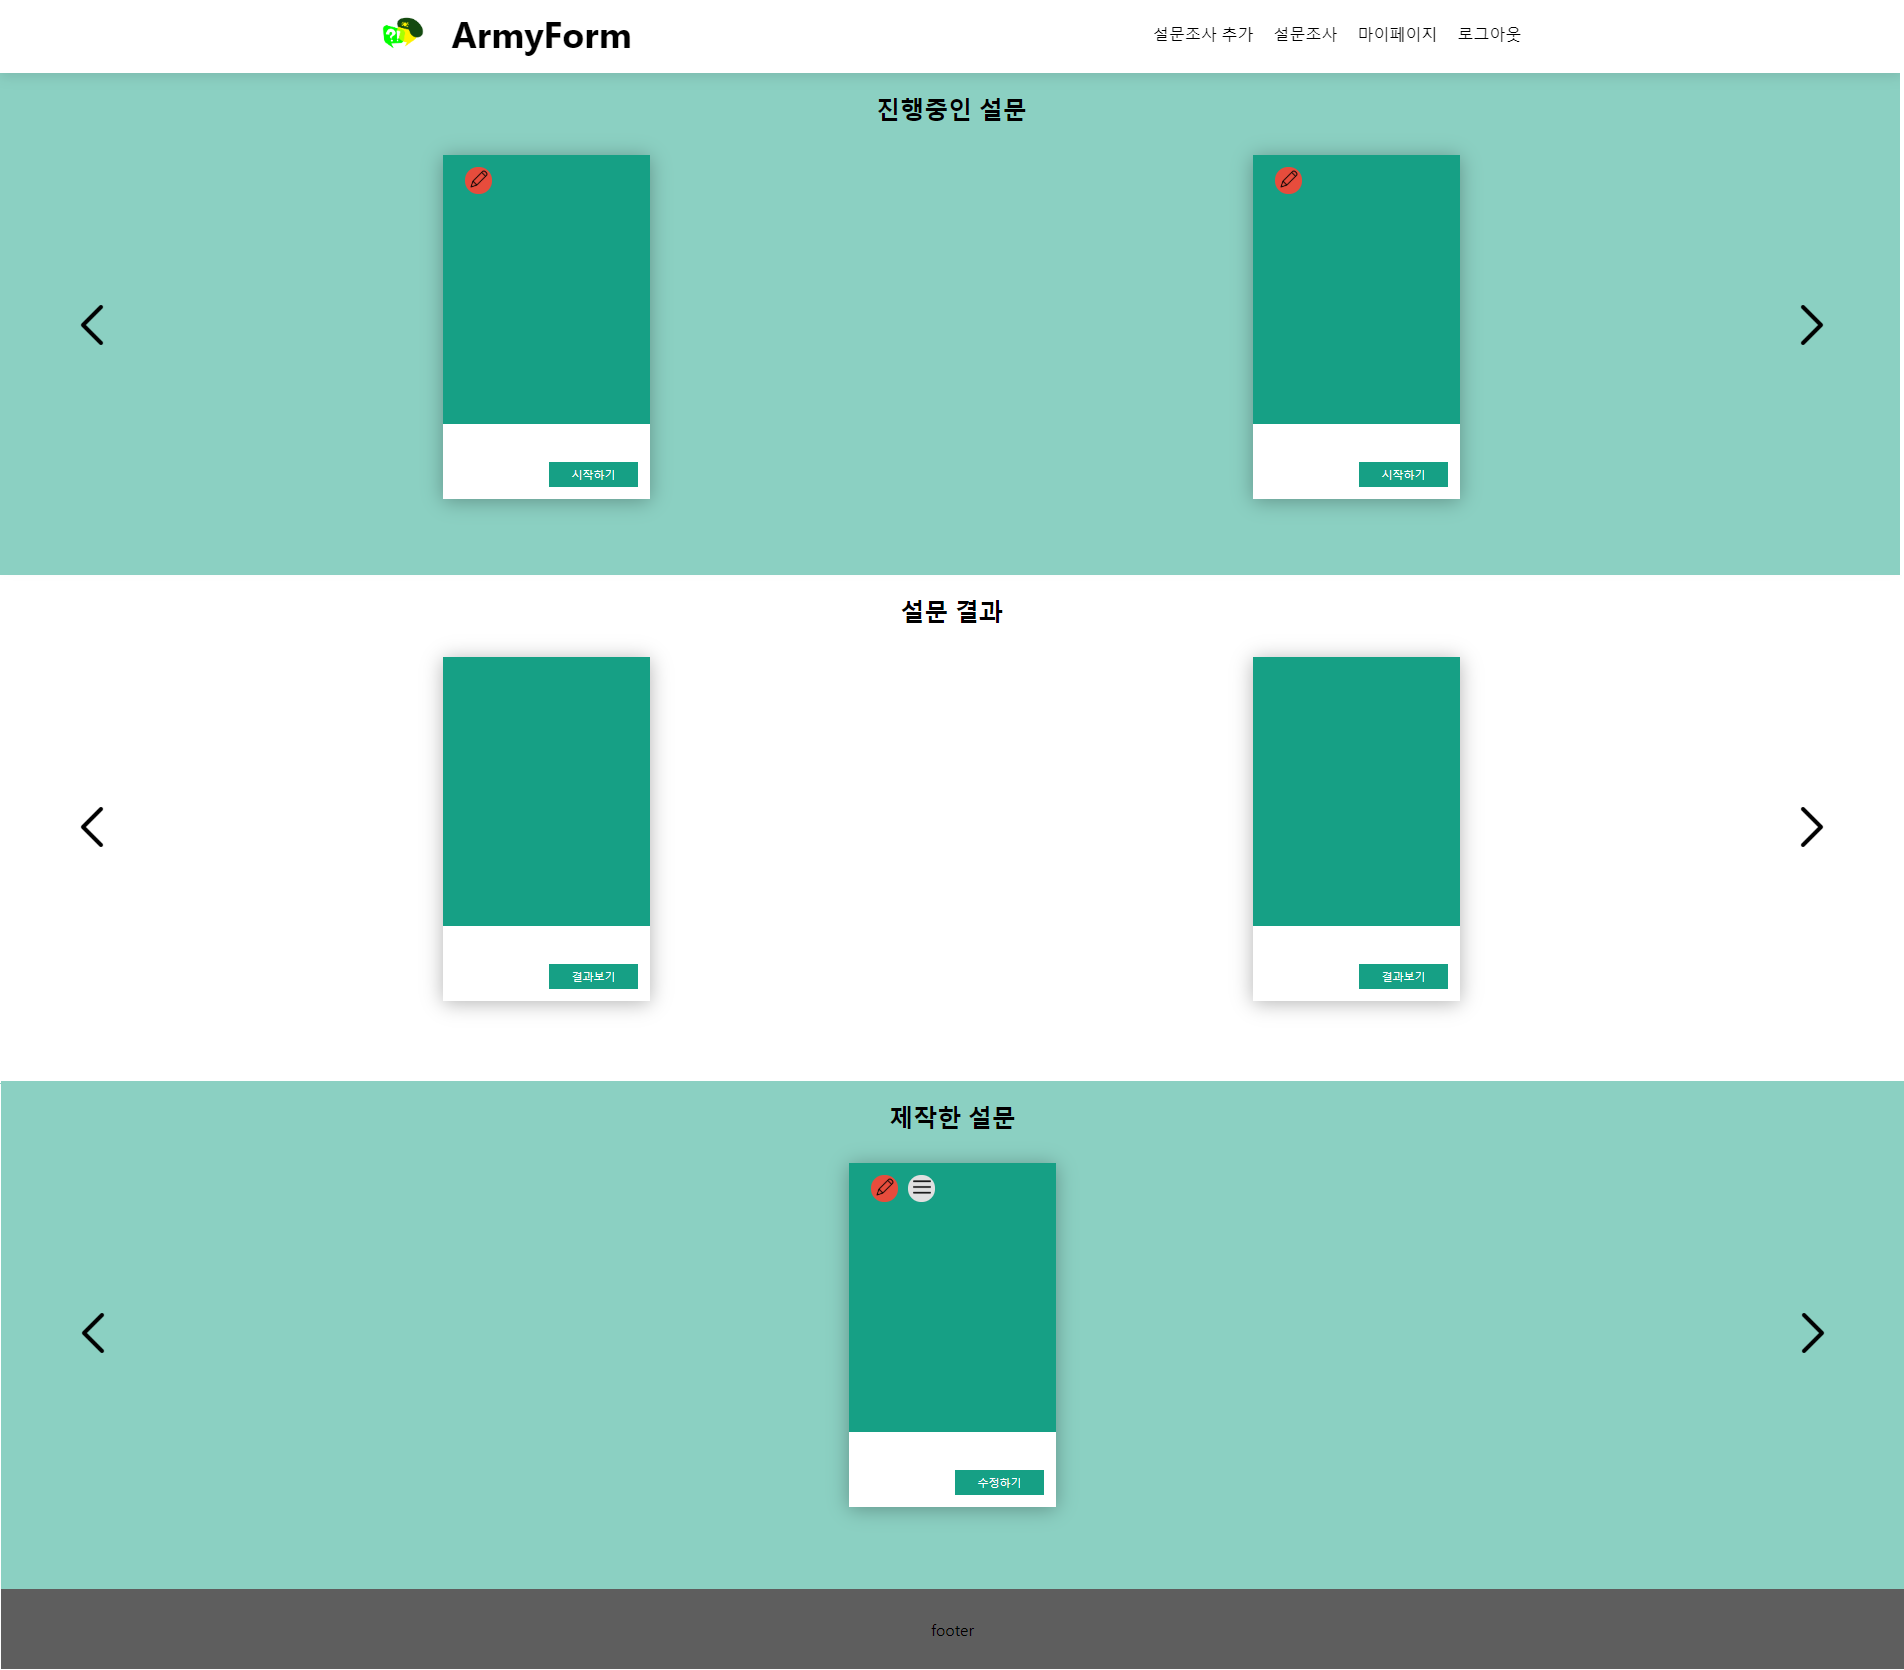 ArmyForm
설문조사 추가 설문조사 마이페이지 로그아웃
진행중인 설문
시작하기 시작하기
설문 결과
결과보기 결과보기
제작한 설문
수정하기
footer